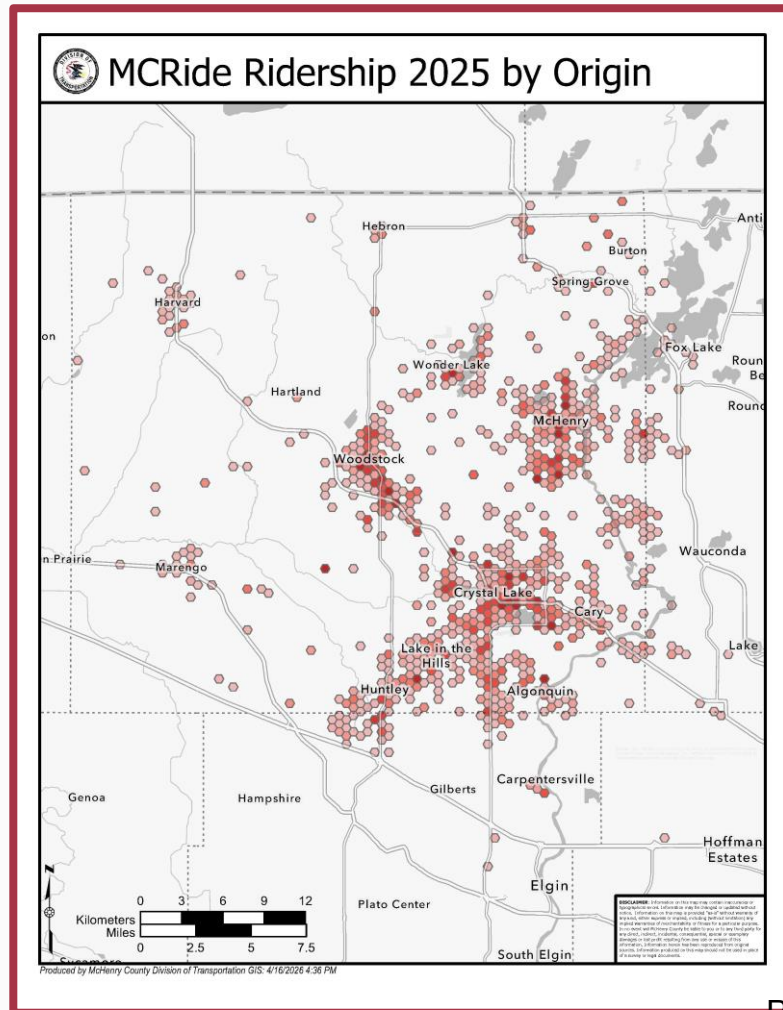 MCRide Ridership 2025 by Origin
Hebron
Anti
Burton
Spring Grove
Harvard
on
Fox Lake
Wonder Lake
Roun
Be
Hartland
Round
McHenry
Woodstock
Wauconda
n Prairie
Marengo
Crystal Lake
Cary
Lake in the
Hills
Lake
Huntley
Algonquin
Carpentersville
Genoa
Hampshire
Gilberts
Hoffman
Estates
Elgin
Plato Center
South Elgin
Sycamore
N
0 3 6 9 12
Kilometers
Miles
0 2.5 5 7.5
Produced by McHenry County Division of Transportation GIS: 4/16/2026 4:36 PM